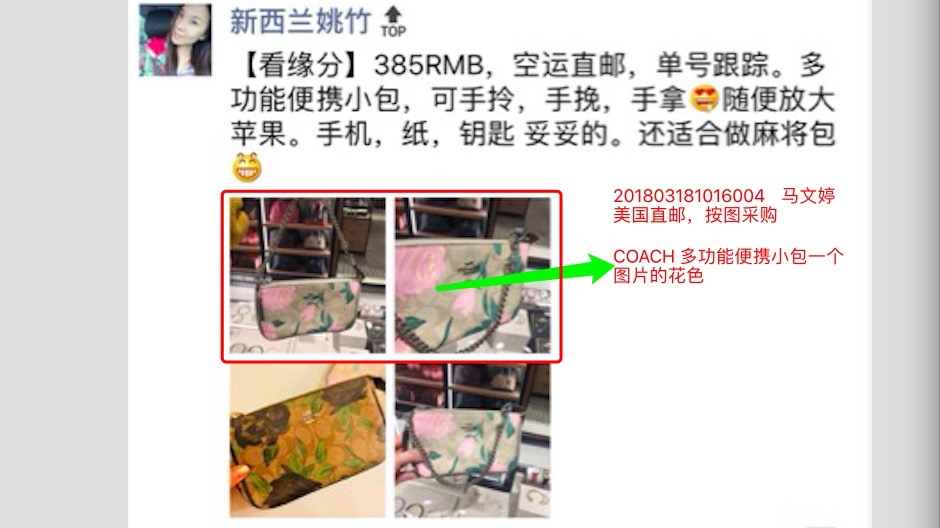 新西兰姚竹 TOP
【看缘分】385RMB，空运直邮，单号跟踪。多
功能便携小包，可手拎，手挽，手拿😍随便放大
苹果。手机，纸，钥匙 妥妥的。还适合做麻将包
😁
201803181016004 马文婷
美国直邮，按图采购
COACH 多功能便携小包一个
图片的花色